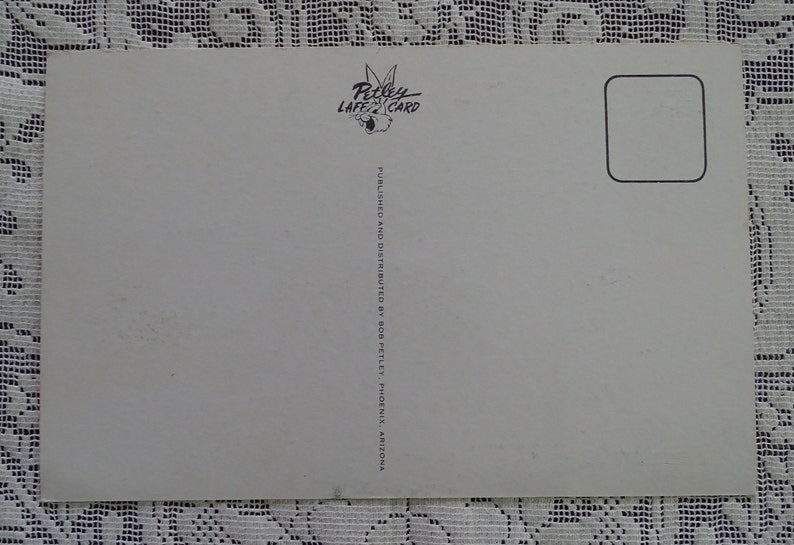 Petley
LAFF CARD
PUBLISHED AND DISTRIBUTED BY BOB PETLEY, PHOENIX, ARIZONA